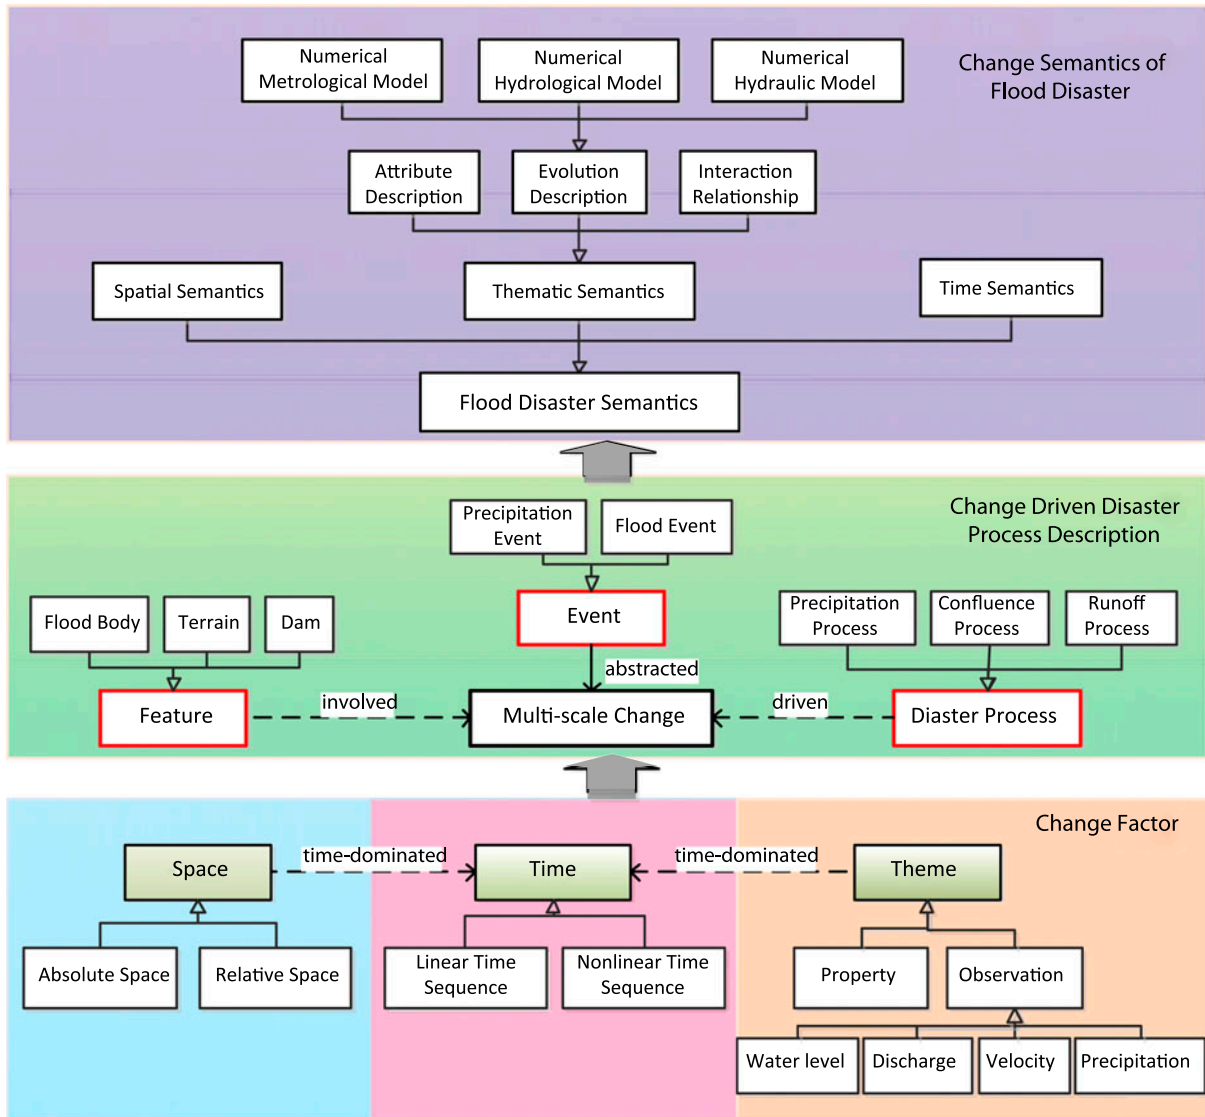 Change Semantics of
Flood Disaster
Numerical
Metrological Model
Numerical
Hydrological Model
Numerical
Hydraulic Model
Attribute
Description
Evolution
Description
Interaction
Relationship
Spatial Semantics
Thematic Semantics
Time Semantics
Flood Disaster Semantics
Change Driven Disaster
Process Description
Precipitation
Event
Flood Event
Flood Body
Terrain
Dam
Event
Precipitation
Process
Confluence
Process
Runoff
Process
abstracted
Feature
involved
Multi-scale Change
driven
Diaster Process
Change Factor
Space
time-dominated
Time
time-dominated
Theme
Absolute Space
Relative Space
Linear Time
Sequence
Nonlinear Time
Sequence
Property
Observation
Water level
Discharge
Velocity
Precipitation